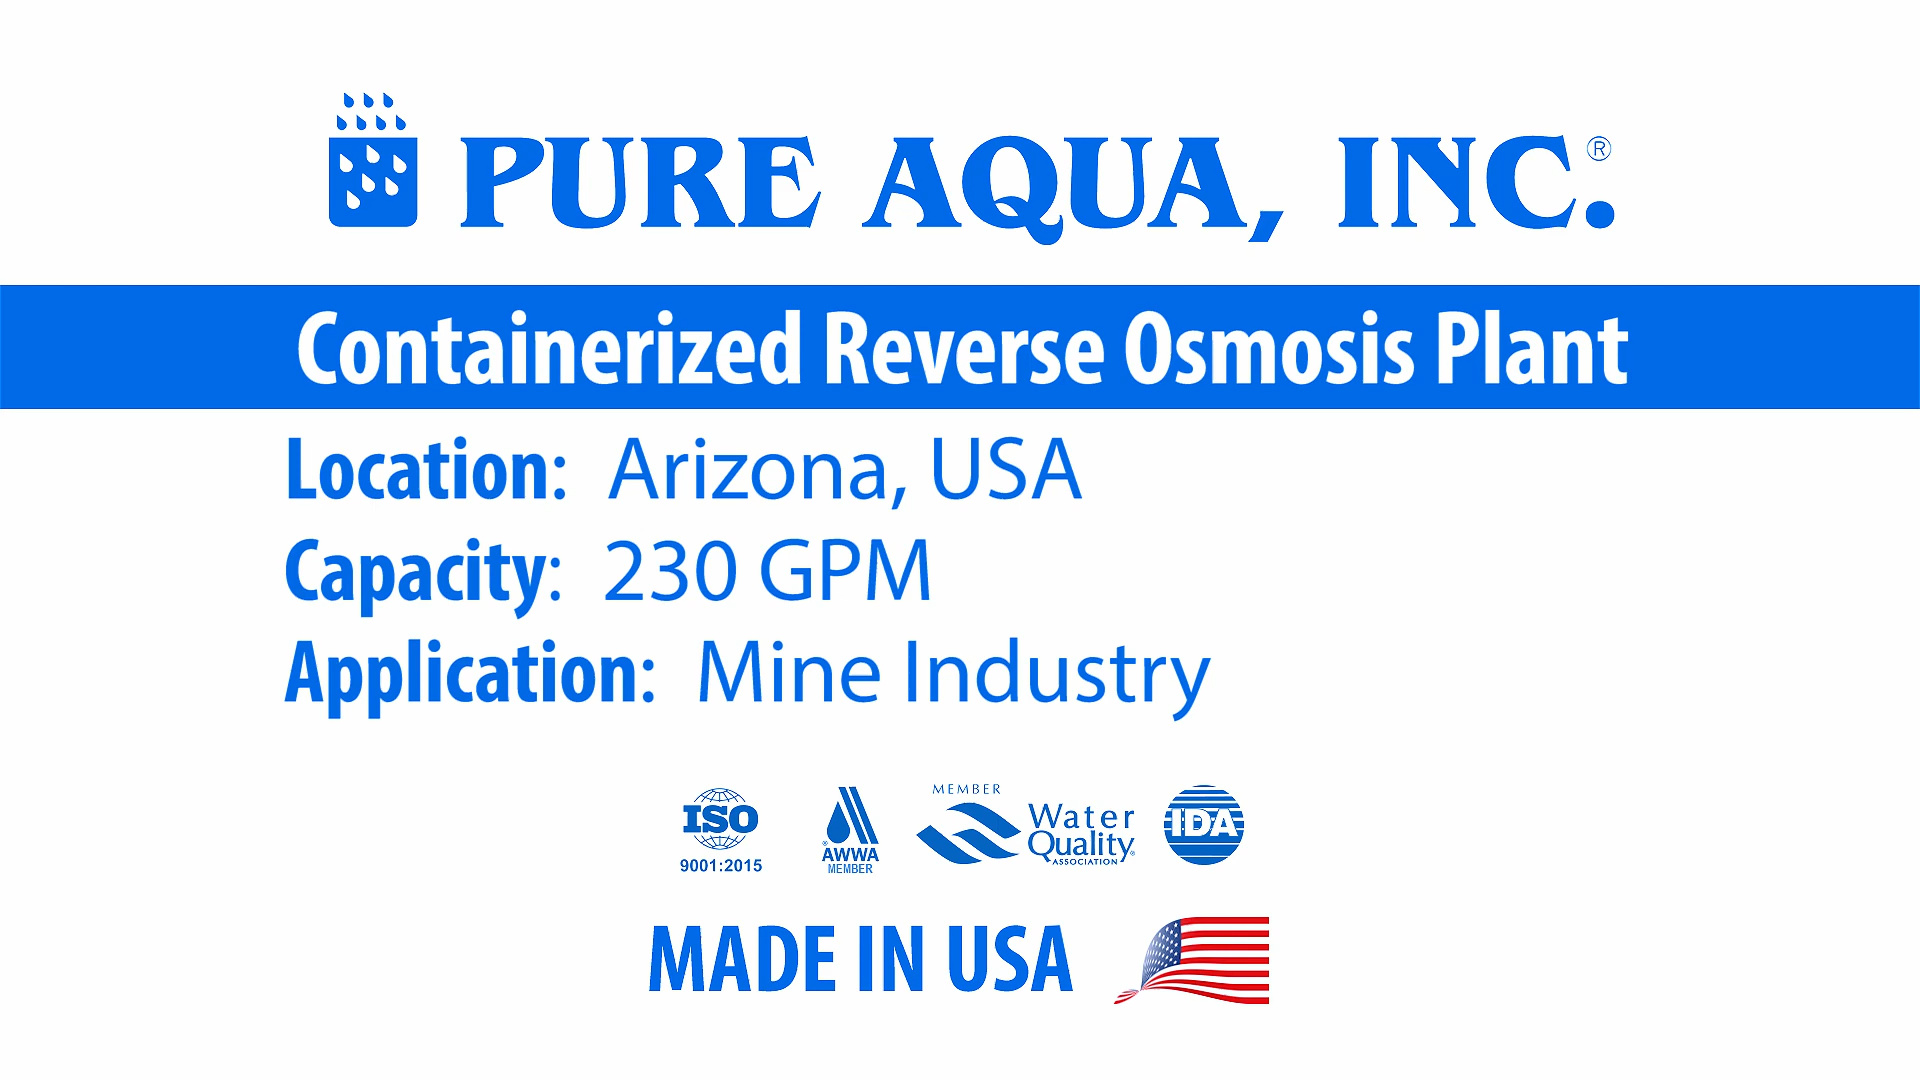 PURE AQUA, INC.®
Containerized Reverse Osmosis Plant
Location: Arizona, USA
Capacity: 230 GPM
Application: Mine Industry
ISO
9001:2015
® AWWA
MEMBER
MEMBER
Water
Quality®
ASSOCIATION
IDA
MADE IN USA